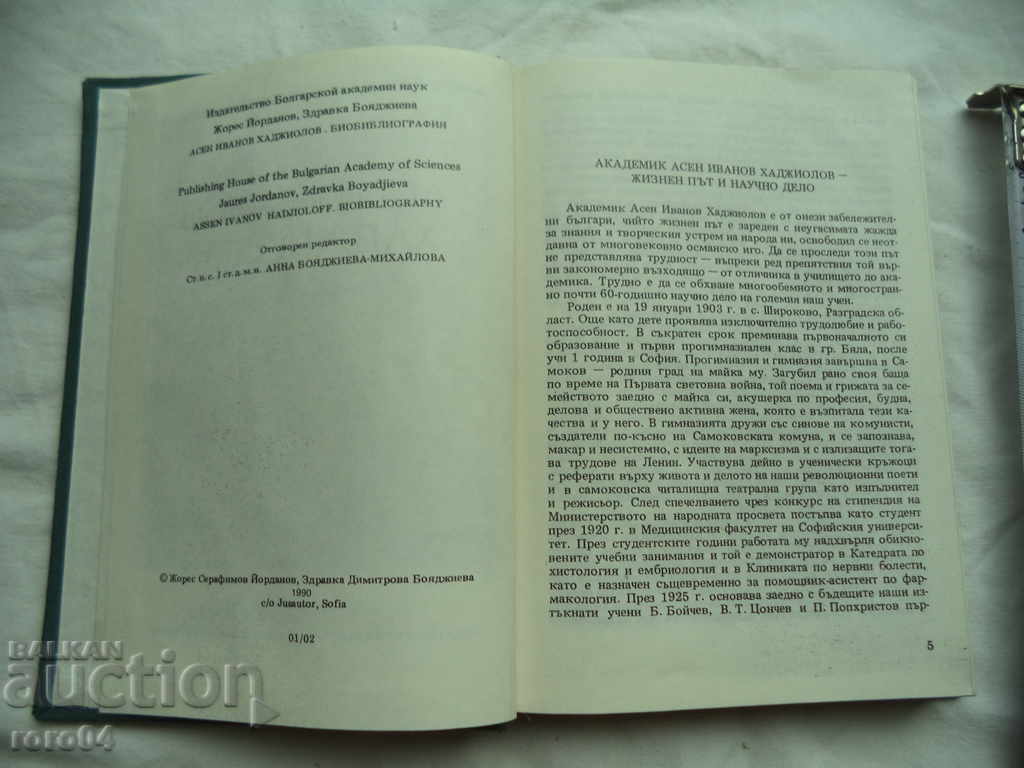 Издательство Болгарской академии наук
Жорес Йорданов, Здравка Бояджиева
АСЕН ИВАНОВ ХАДЖИОЛОВ. БИОБИБЛИОГРАФИЯ
Publishing House of the Bulgarian Academy of Sciences
Jaures Jordanov, Zdravka Boyadjieva
ASSEN IVANOV HADJIOLOFF. BIOBIBLIOGRAPHY
Отговорен редактор
Ст. н. с. I ст. д. м. н. АННА БОЯДЖИЕВА-МИХАЙЛОВА
© Жорес Серафимов Йорданов, Здравка Димитрова Бояджиева
1990
c/o Jusautor, Sofia
01/02
АКАДЕМИК АСЕН ИВАНОВ ХАДЖИОЛОВ –
ЖИЗНЕН ПЪТ И НАУЧНО ДЕЛО
Академик Асен Иванов Хаджиолов е от онези забележител-
ни българи, чийто жизнен път е зареден с неугасимата жажда
за знания и творческия устрем на народа ни, освободил се неот-
давна от многовековно османско иго. Да се проследи този път
не представлява трудност — въпреки ред препятствия той вър-
ви закономерно възходящо — от отличника в училището до ака-
демика. Трудно е да се обхване многообемното и многостран-
но почти 60-годишно научно дело на големия наш учен.
Роден е на 19 януари 1903 г. в с. Широково, Разградска об-
ласт. Още като дете проявява изключително трудолюбие и рабо-
тоспособност. В съкратен срок преминава първоначалното си
образование и първи прогимназиален клас в гр. Бяла, после
учи 1 година в София. Прогимназия и гимназия завършва в Са-
моков — родния град на майка му. Загубил рано своя баща
по време на Първата световна война, той поема и грижата за се-
мейството заедно с майка си, акушерка по професия, будна,
делова и обществено активна жена, която е възпитала тези ка-
чества и у него. В гимназията дружи със синове на комунисти,
създатели по-късно на Самоковската комуна, и се запознава,
макар и несистемно, с идеите на марксизма и с излизащите тога-
ва трудове на Ленин. Участвува дейно в ученически кръжоци
с реферати върху живота и делото на наши революционни поети
и в самоковска читалищна театрална група като изпълнител
и режисьор. След спечелването чрез конкурс на стипендия на
Министерството на народната просвета постъпва като студент
през 1920 г. в Медицинския факултет на Софийския универси-
тет. През студентските години работата му надхвърля обикно-
вените учебни занимания и той е демонстратор в Катедрата по
хистология и ембриология и в Клиниката по нервни болести,
като е назначен същевременно за помощник-асистент по фар-
макология. През 1925 г. основава заедно с бъдещите наши из-
тъкнати учени Б. Бойчев, В. Т. Цончев и П. Попхристов пър-
5
BALKAN
auction
roro04